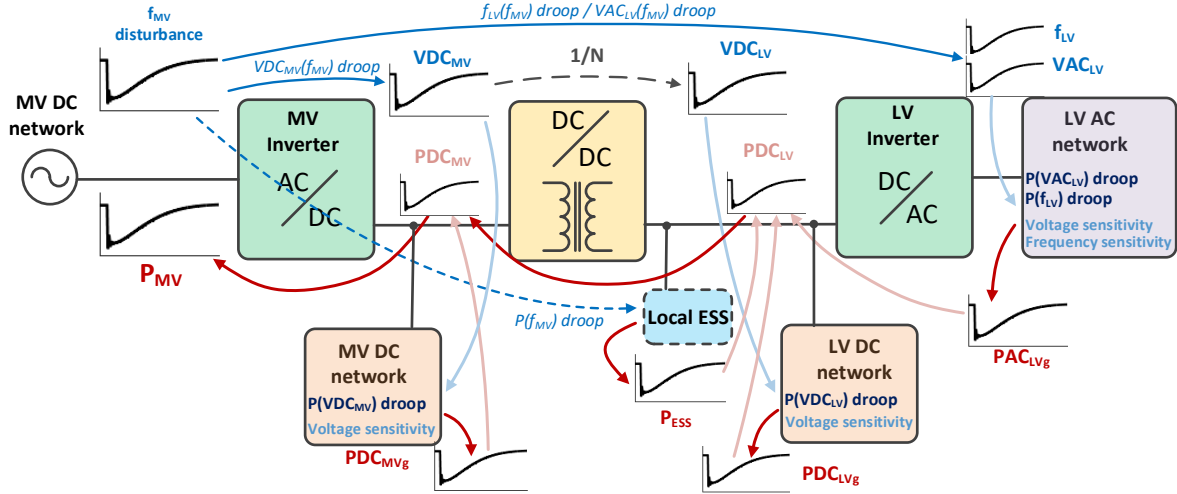 f_MV
disturbance
f_LV(f_MV) droop / VAC_LV(f_MV) droop
VDC_MV(f_MV) droop
VDC_MV
1/N
VDC_LV
f_LV
VAC_LV
MV DC
network
MV
Inverter
AC
DC
PDC_MV
DC
DC
PDC_LV
LV
Inverter
DC
AC
LV AC
network
P(VAC_LV) droop
P(f_LV) droop
Voltage sensitivity
Frequency sensitivity
P_MV
P(f_MV) droop
Local ESS
MV DC
network
P(VDC_MV) droop
Voltage sensitivity
PDC_MVg
P_ESS
LV DC
network
P(VDC_LV) droop
Voltage sensitivity
PDC_LVg
PAC_LVg